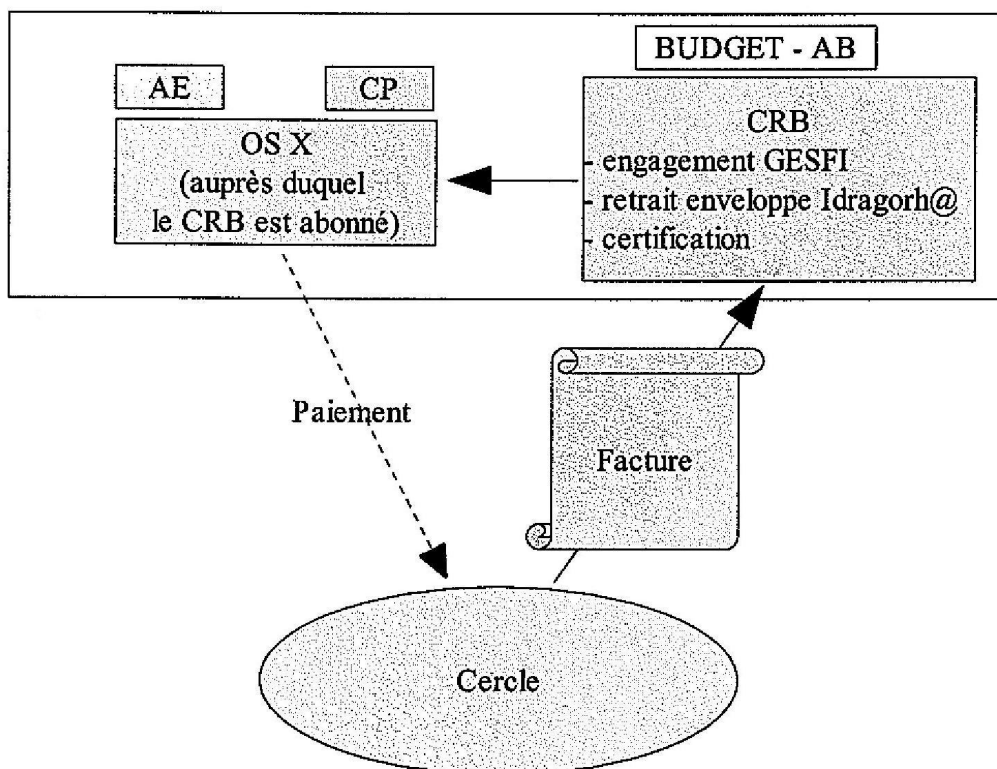 BUDGET - AB
AE
CP
OS X
(auprès duquel
le CRB est abonné)
CRB
- engagement GESFI
- retrait enveloppe Idragorh@
- certification
Paiement
Facture
Cercle